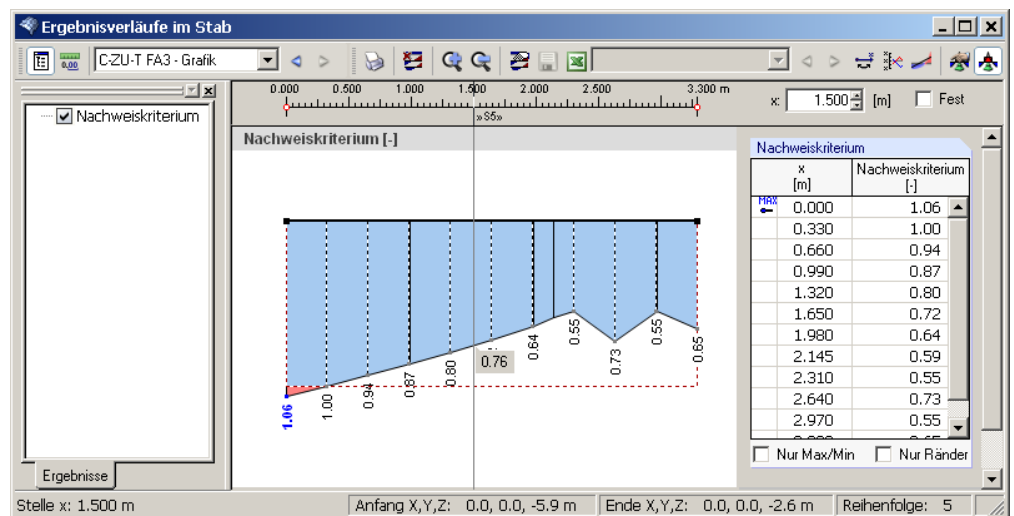 Ergebnisverläufe im Stab
0,00 C-ZU-T FA3 - Grafik
0.000 0.500 1.000 1.500 2.000 2.500 3.300 m
»S5»
x: 1.500 [m] Fest
Nachweiskriterium
Nachweiskriterium [-]
1.06 1.00 0.94 0.87 0.80 0.76 0.64 0.55 0.73 0.55 0.65
Nachweiskriterium
x Nachweiskriterium
[m] [-]
MAX 0.000 1.06
0.330 1.00
0.660 0.94
0.990 0.87
1.320 0.80
1.650 0.72
1.980 0.64
2.145 0.59
2.310 0.55
2.640 0.73
2.970 0.55
Nur Max/Min Nur Ränder
Ergebnisse
Stelle x: 1.500 m Anfang X,Y,Z: 0.0, 0.0, -5.9 m Ende X,Y,Z: 0.0, 0.0, -2.6 m Reihenfolge: 5